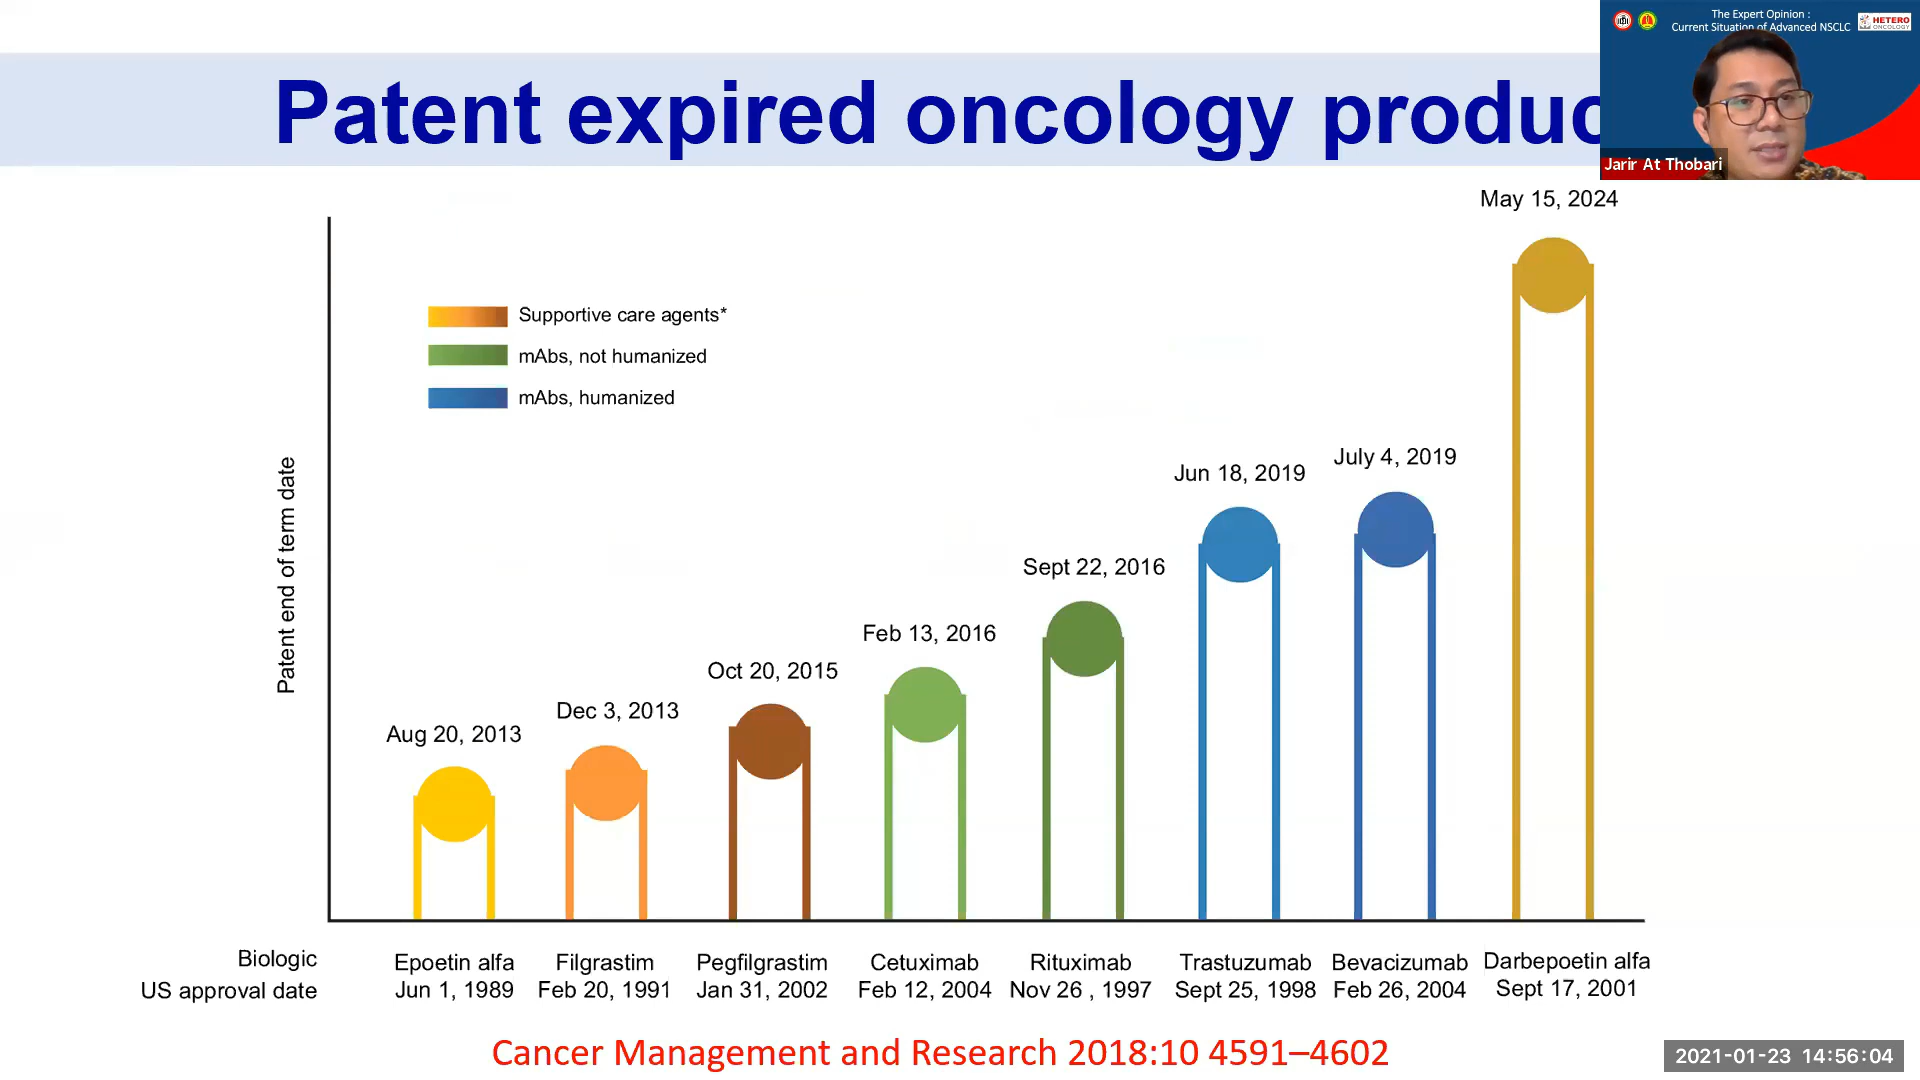 The Expert Opinion :
Current Situation of Advanced NSCLC
HETERO
ONCOLOGY
Jarir At Thobari
Patent expired oncology produc
May 15, 2024
Supportive care agents*
mAbs, not humanized
mAbs, humanized
July 4, 2019
Jun 18, 2019
Sept 22, 2016
Feb 13, 2016
Oct 20, 2015
Dec 3, 2013
Aug 20, 2013
Patent end of term date
Biologic Epoetin alfa Filgrastim Pegfilgrastim Cetuximab Rituximab Trastuzumab Bevacizumab Darbepoetin alfa
US approval date Jun 1, 1989 Feb 20, 1991 Jan 31, 2002 Feb 12, 2004 Nov 26 , 1997 Sept 25, 1998 Feb 26, 2004 Sept 17, 2001
Cancer Management and Research 2018:10 4591–4602
2021-01-23 14:56:04